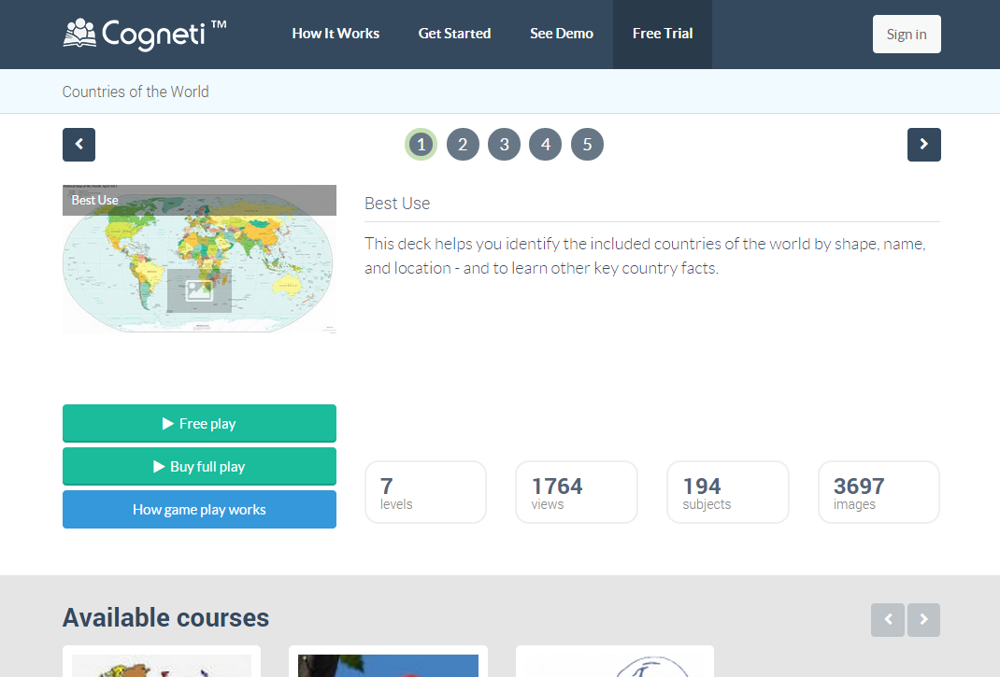 Cogneti ™
How It Works
Get Started
See Demo
Free Trial
Sign in
Countries of the World
1
2
3
4
5
Best Use
Best Use
This deck helps you identify the included countries of the world by shape, name,
and location - and to learn other key country facts.
Free play
Buy full play
How game play works
7
levels
1764
views
194
subjects
3697
images
Available courses